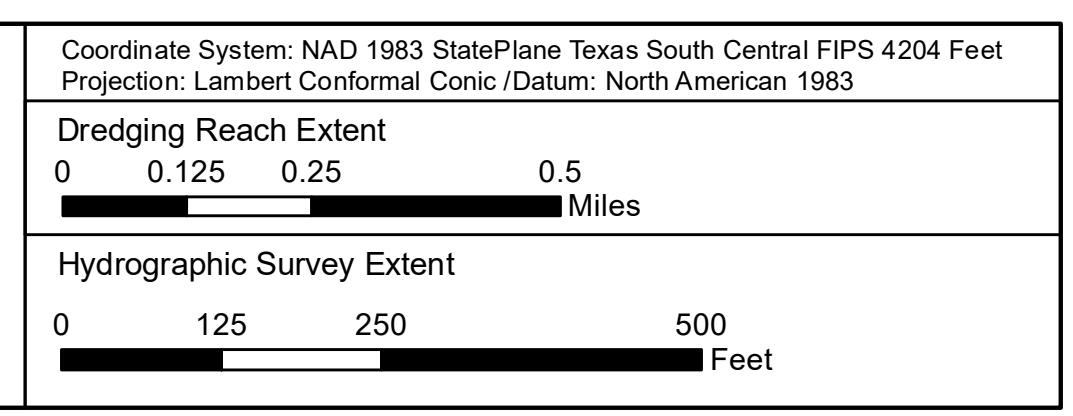 Coordinate System: NAD 1983 StatePlane Texas South Central FIPS 4204 Feet
Projection: Lambert Conformal Conic /Datum: North American 1983
Dredging Reach Extent
0 0.125 0.25 0.5
Miles
Hydrographic Survey Extent
0 125 250 500
Feet